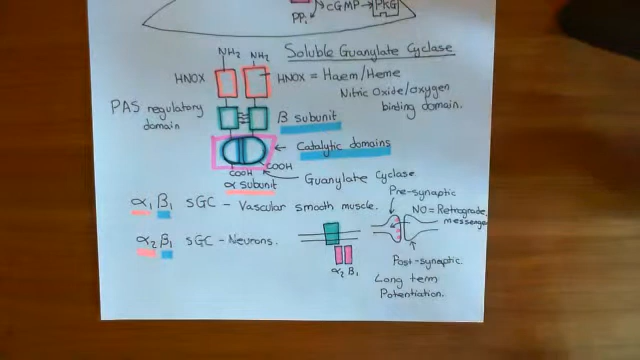 cGMP → PKG
PPi
Soluble Guanylate Cyclase
NH2 NH2
HNOX
HNOX = Haem/Heme
Nitric Oxide/oxygen
binding domain.
PAS regulatory
domain
β subunit
Catalytic domains
COOH
COOH
Guanylate Cyclase
α subunit
α1 β1 sGC - Vascular smooth muscle.
Pre-synaptic
NO = Retrograde
messenger
α2 β1 sGC - Neurons.
α2 β1
Post-synaptic.
Long term
Potentiation.